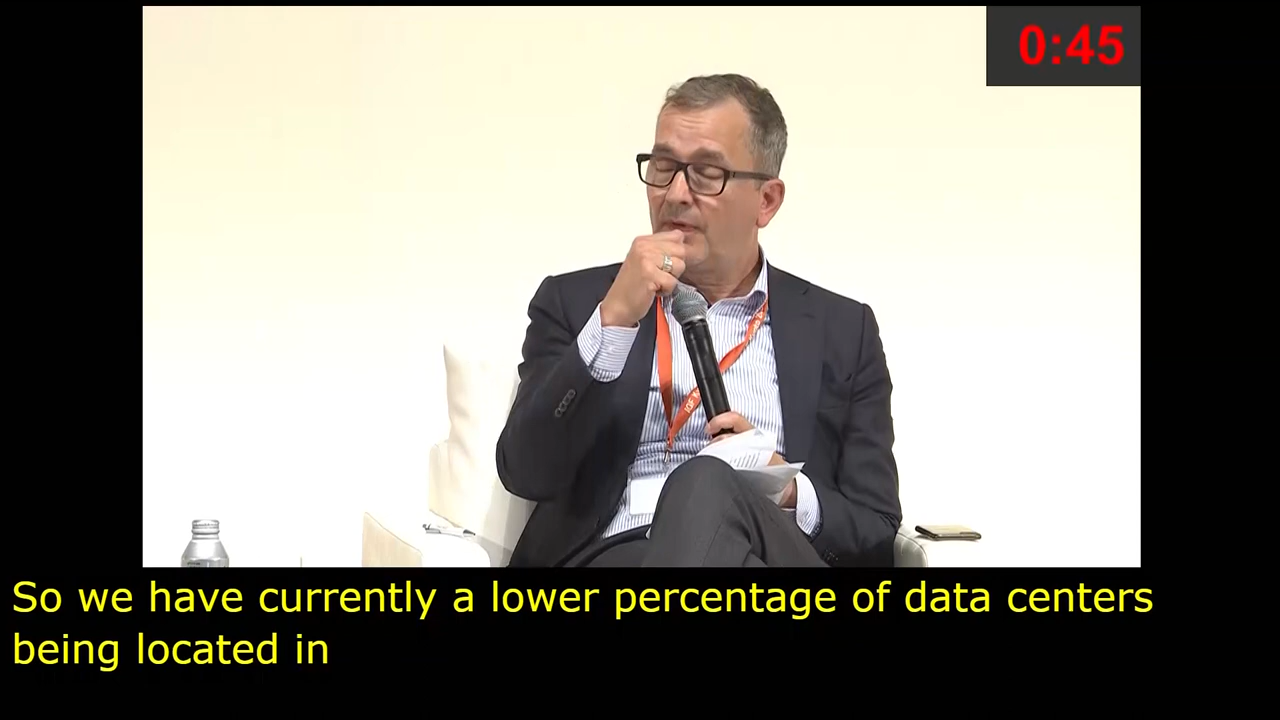 0:45
So we have currently a lower percentage of data centers
being located in